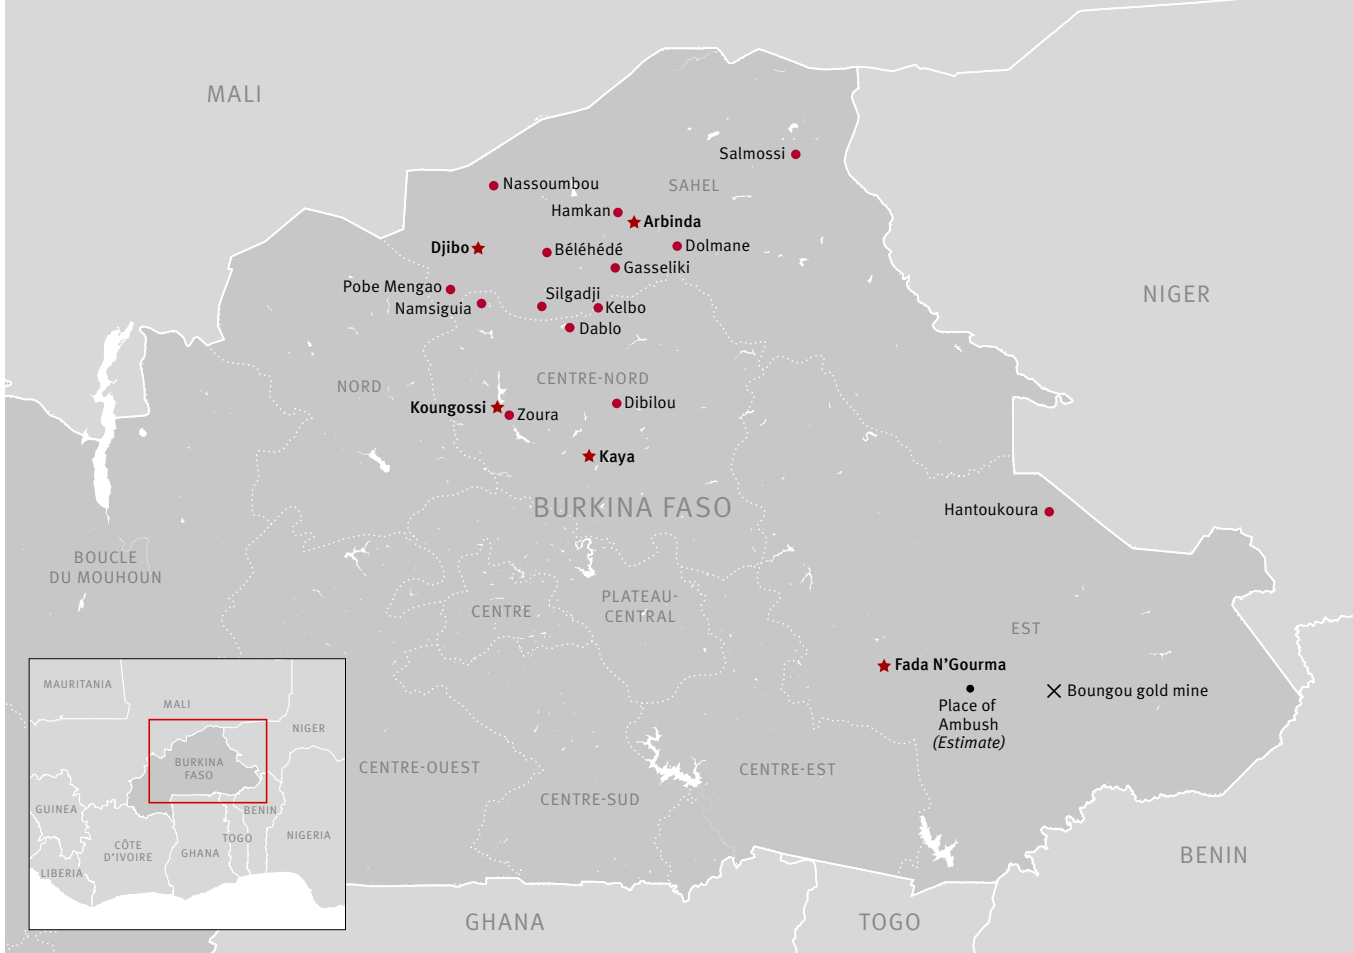 MALI
Salmossi
Nassoumbou
SAHEL
Hamkan
Arbinda
Djibo
Béléhédé
Dolmane
Gasseliki
Pobe Mengao
Silgadji
NIGER
Namsiguia
Kelbo
Dablo
NORD
CENTRE-NORD
Koungossi
Zoura
Dibilou
Kaya
BURKINA FASO
Hantoukoura
BOUCLE
DU MOUHOUN
CENTRE
PLATEAU-
CENTRAL
EST
Fada N'Gourma
Boungou gold mine
Place of
Ambush
(Estimate)
CENTRE-OUEST
CENTRE-SUD
CENTRE-EST
BENIN
GHANA
TOGO
MAURITANIA
MALI
NIGER
BURKINA
FASO
GUINEA
BENIN
CÔTE
D'IVOIRE
TOGO
NIGERIA
GHANA
LIBERIA